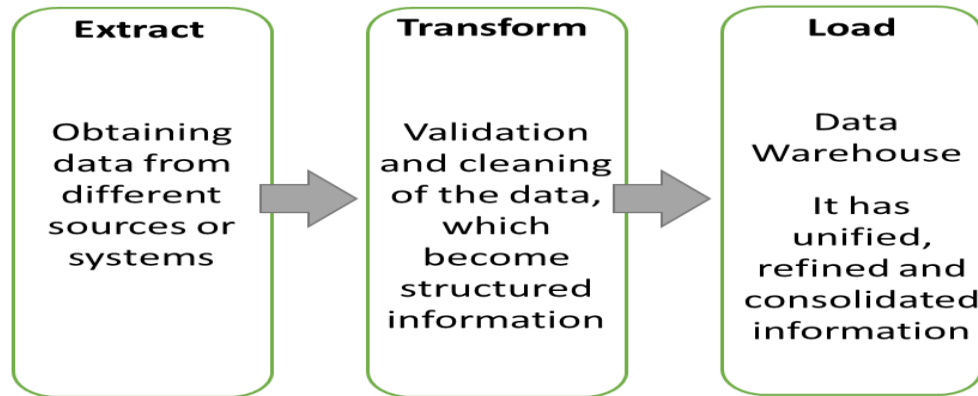 Extract
Obtaining
data from
different
sources or
systems
Transform
Validation
and cleaning
of the data,
which
become
structured
information
Load
Data
Warehouse
It has
unified,
refined and
consolidated
information